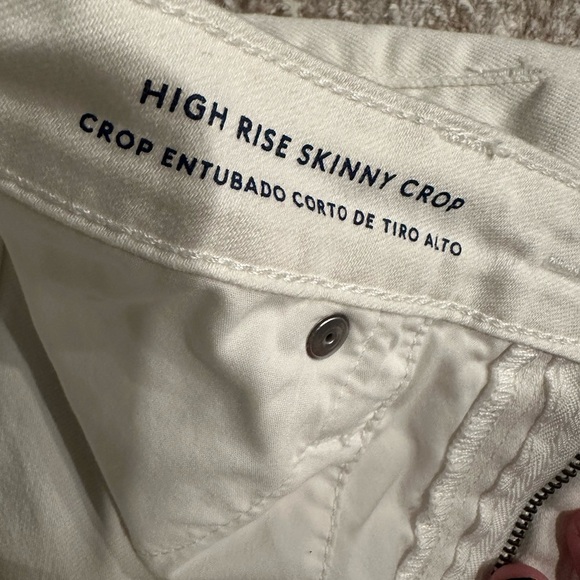 HIGH RISE SKINNY CROP
CROP ENTUBADO CORTO DE TIRO ALTO